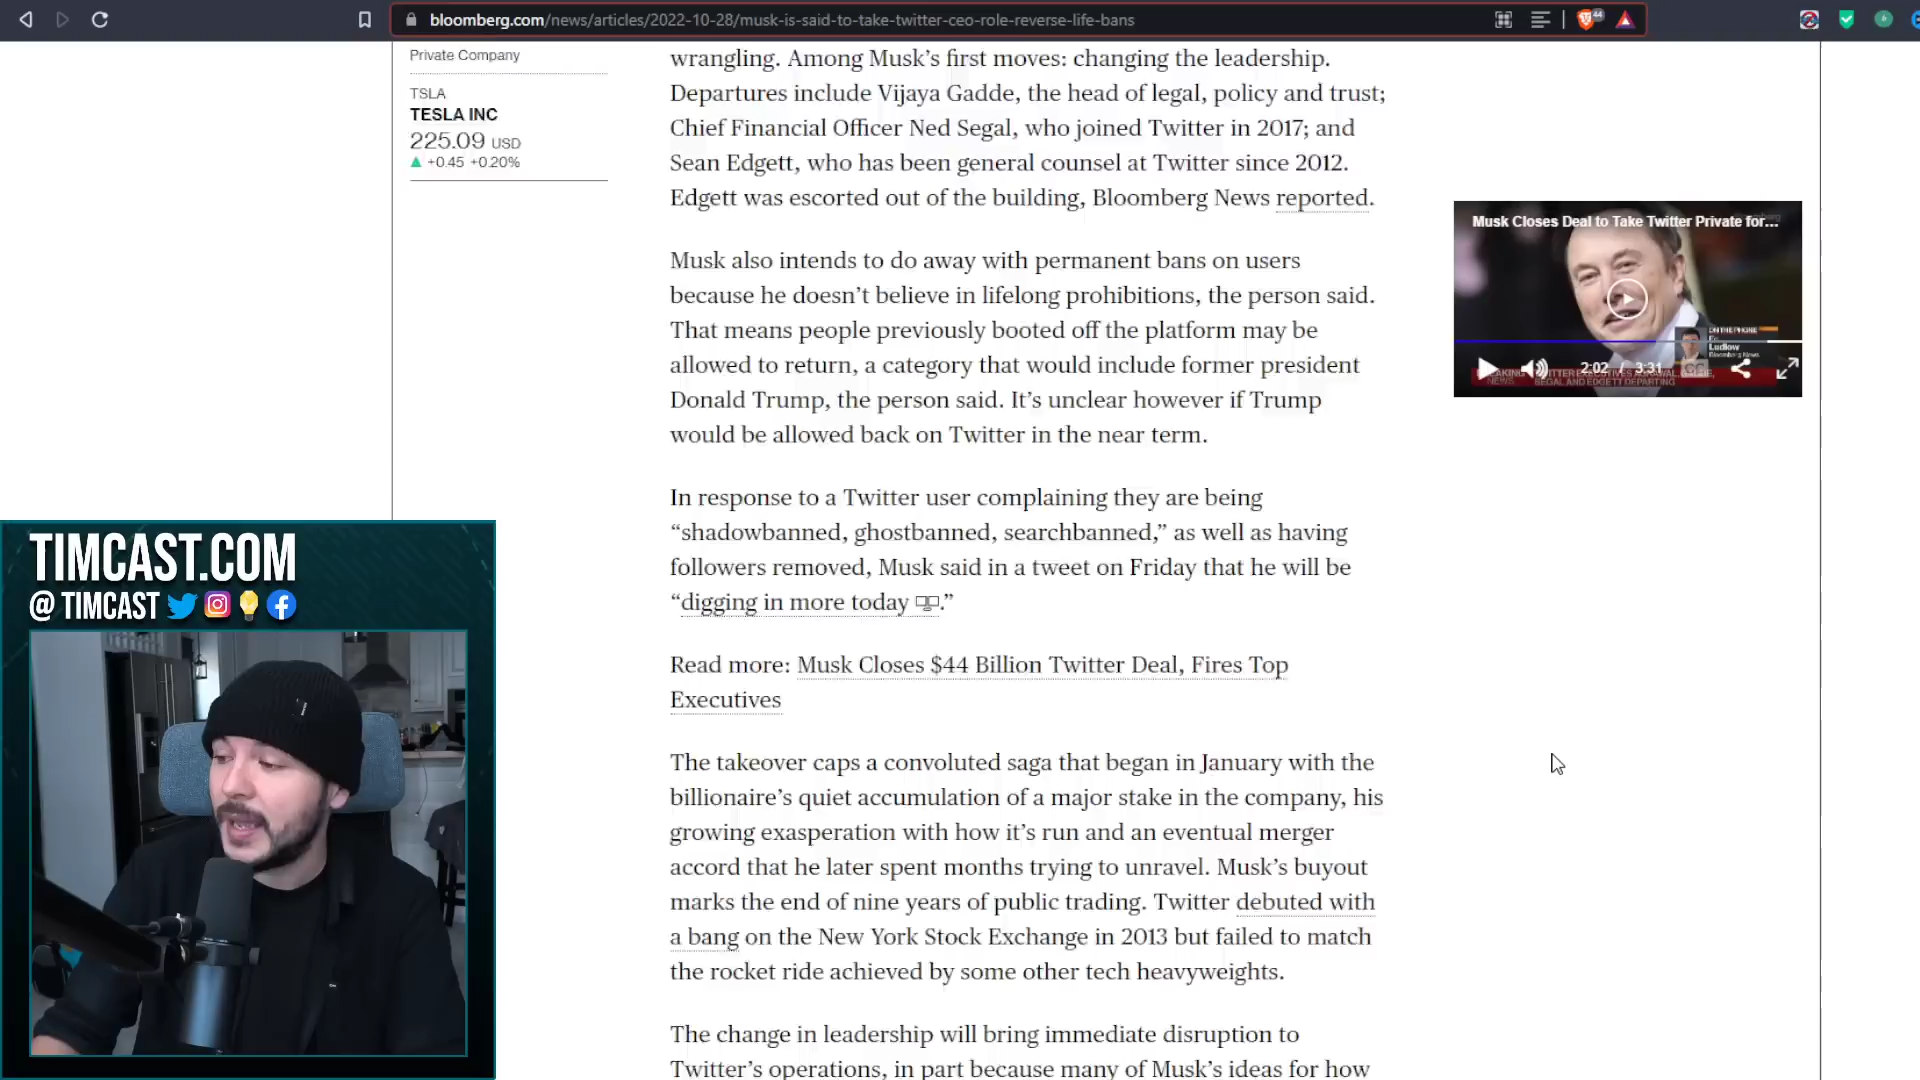 bloomberg.com/news/articles/2022-10-28/musk-is-said-to-take-twitter-ceo-role-reverse-life-bans
44
Private Company
TSLA
TESLA INC
225.09 USD
+0.45 +0.20%
wrangling. Among Musk’s first moves: changing the leadership.
Departures include Vijaya Gadde, the head of legal, policy and trust;
Chief Financial Officer Ned Segal, who joined Twitter in 2017; and
Sean Edgett, who has been general counsel at Twitter since 2012.
Edgett was escorted out of the building, Bloomberg News reported.
Musk also intends to do away with permanent bans on users
because he doesn’t believe in lifelong prohibitions, the person said.
That means people previously booted off the platform may be
allowed to return, a category that would include former president
Donald Trump, the person said. It’s unclear however if Trump
would be allowed back on Twitter in the near term.
In response to a Twitter user complaining they are being
“shadowbanned, ghostbanned, searchbanned,” as well as having
followers removed, Musk said in a tweet on Friday that he will be
“digging in more today .”
Read more: Musk Closes $44 Billion Twitter Deal, Fires Top
Executives
The takeover caps a convoluted saga that began in January with the
billionaire’s quiet accumulation of a major stake in the company, his
growing exasperation with how it’s run and an eventual merger
accord that he later spent months trying to unravel. Musk’s buyout
marks the end of nine years of public trading. Twitter debuted with
a bang on the New York Stock Exchange in 2013 but failed to match
the rocket ride achieved by some other tech heavyweights.
The change in leadership will bring immediate disruption to
Twitter’s operations, in part because many of Musk’s ideas for how
Musk Closes Deal to Take Twitter Private for...
ON THE PHONE
Ludlow
Bloomberg News
2:02 / 3:31
SEGAL AND EDGETT DEPARTING
TIMCAST.COM
@ TIMCAST